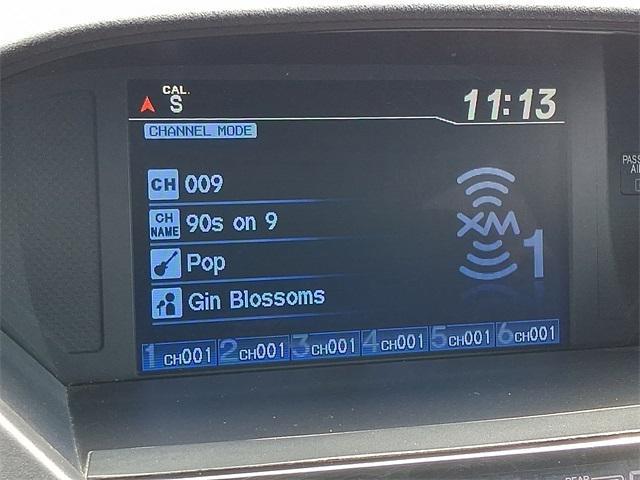 CAL.
S
11:13
CHANNEL MODE
CH 009
CH NAME 90s on 9
Pop
Gin Blossoms
XM 1
1 CH001 2 CH001 3 CH001 4 CH001 5 CH001 6 CH001
REAR